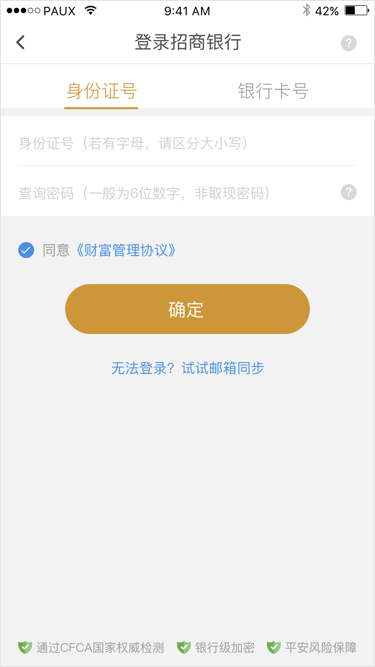 PAUX 9:41 AM 42%
登录招商银行 ?
身份证号 银行卡号
身份证号（若有字母，请区分大小写）
查询密码（一般为6位数字，非取现密码） ?
同意《财富管理协议》
确定
无法登录？试试邮箱同步
通过CFCA国家权威检测 银行级加密 平安风险保障